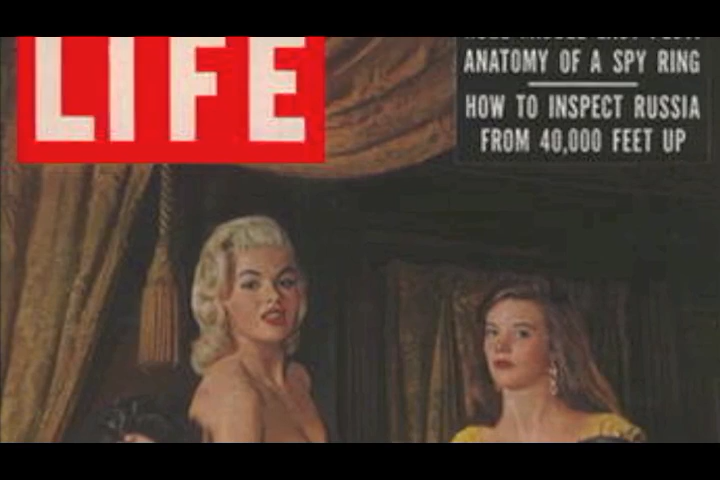 LIFE
ANATOMY OF A SPY RING
HOW TO INSPECT RUSSIA
FROM 40,000 FEET UP